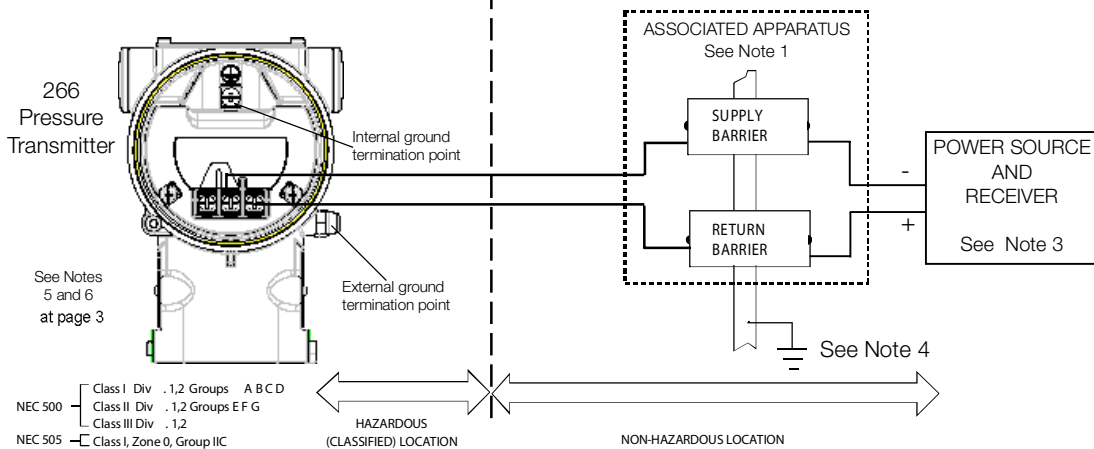 ASSOCIATED APPARATUS
See Note 1
266
Pressure
Transmitter
Internal ground
termination point
SUPPLY
BARRIER
RETURN
BARRIER
-
+
POWER SOURCE
AND
RECEIVER
See Note 3
See Notes
5 and 6
at page 3
External ground
termination point
See Note 4
NEC 500
Class I Div . 1,2 Groups A B C D
Class II Div . 1,2 Groups E F G
Class III Div . 1,2
NEC 505
Class I, Zone 0, Group IIC
HAZARDOUS
(CLASSIFIED) LOCATION
NON-HAZARDOUS LOCATION